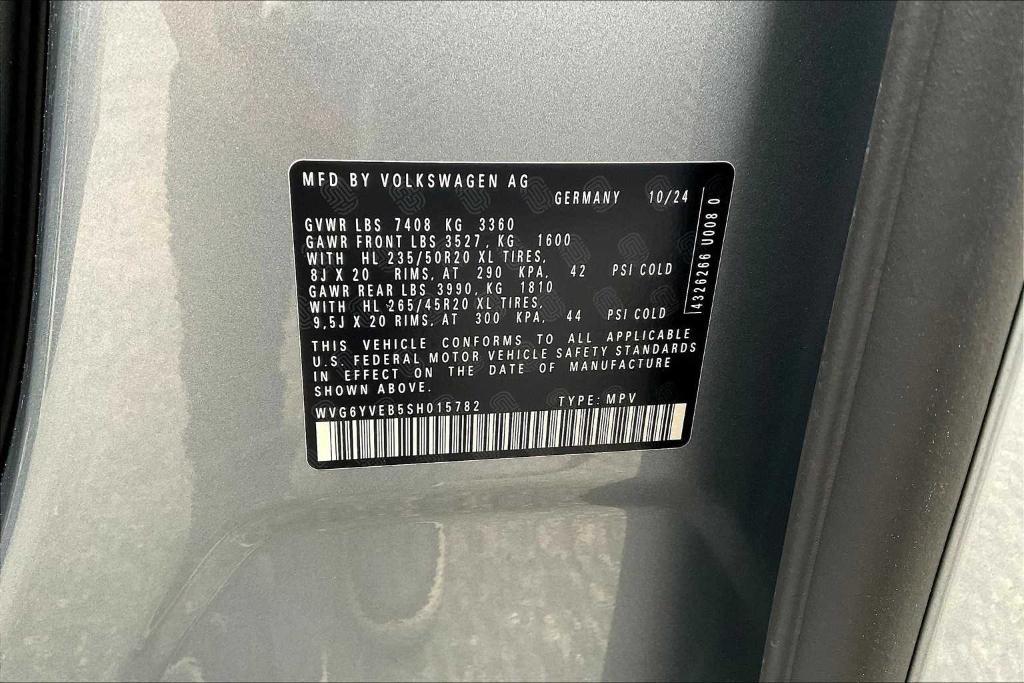 MFD BY VOLKSWAGEN AG
GERMANY 10/24
GVWR LBS 7408 KG 3360
GAWR FRONT LBS 3527, KG 1600
WITH HL 235/50R20 XL TIRES,
8J X 20 RIMS, AT 290 KPA, 42 PSI COLD
GAWR REAR LBS 3990, KG 1810
WITH HL 265/45R20 XL TIRES,
9,5J X 20 RIMS, AT 300 KPA, 44 PSI COLD
THIS VEHICLE CONFORMS TO ALL APPLICABLE
U.S. FEDERAL MOTOR VEHICLE SAFETY STANDARDS
IN EFFECT ON THE DATE OF MANUFACTURE
SHOWN ABOVE.
WVG6YVEB5SH015782 TYPE: MPV
4326266 U008 0